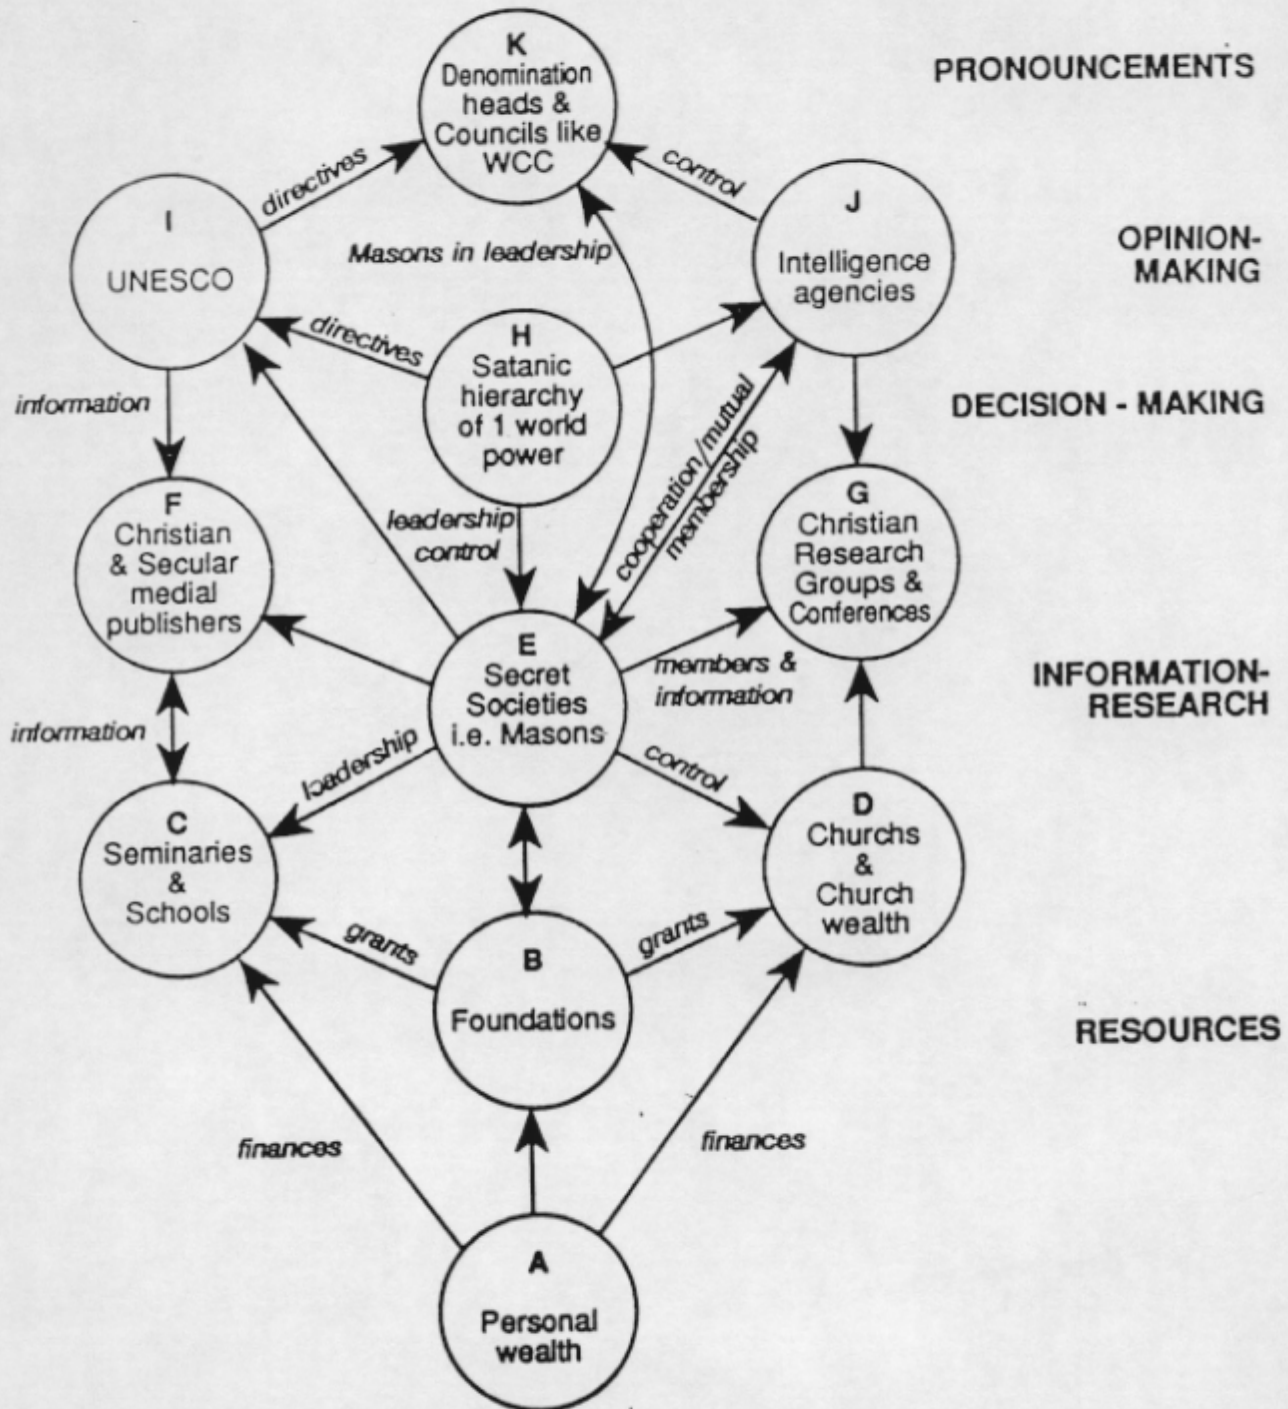 K
Denomination
heads &
Councils like
WCC
PRONOUNCEMENTS
directives
control
I
UNESCO
J
Intelligence
agencies
OPINION-
MAKING
Masons in leadership
directives
H
Satanic
hierarchy
of 1 world
power
information
DECISION - MAKING
cooperation/mutual
membership
F
Christian
& Secular
medial
publishers
leadership
control
G
Christian
Research
Groups &
Conferences
E
Secret
Societies
i.e. Masons
members &
information
INFORMATION-
RESEARCH
information
leadership
control
C
Seminaries
&
Schools
D
Churchs
&
Church
wealth
grants
grants
B
Foundations
RESOURCES
finances
finances
A
Personal
wealth